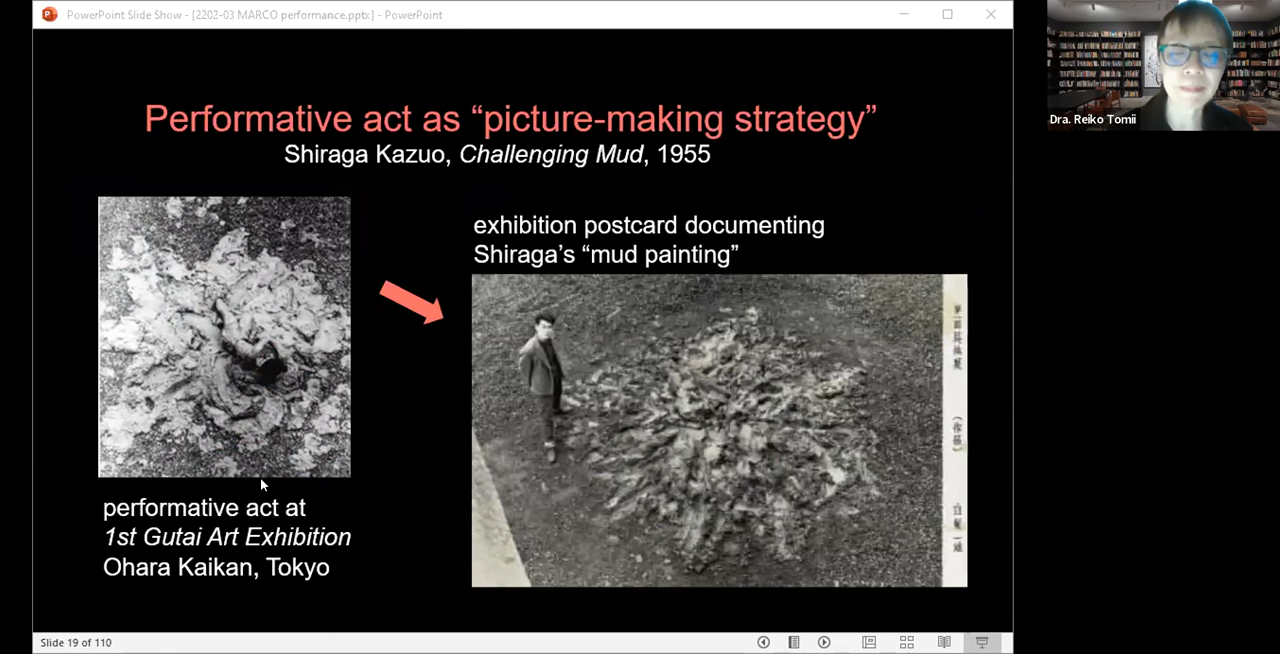 PowerPoint Slide Show - [2202-03 MARCO performance.pptx] - PowerPoint
Dra. Reiko Tomii
Performative act as “picture-making strategy”
Shiraga Kazuo, Challenging Mud, 1955
exhibition postcard documenting
Shiraga’s “mud painting”
performative act at
1st Gutai Art Exhibition
Ohara Kaikan, Tokyo
Slide 19 of 110